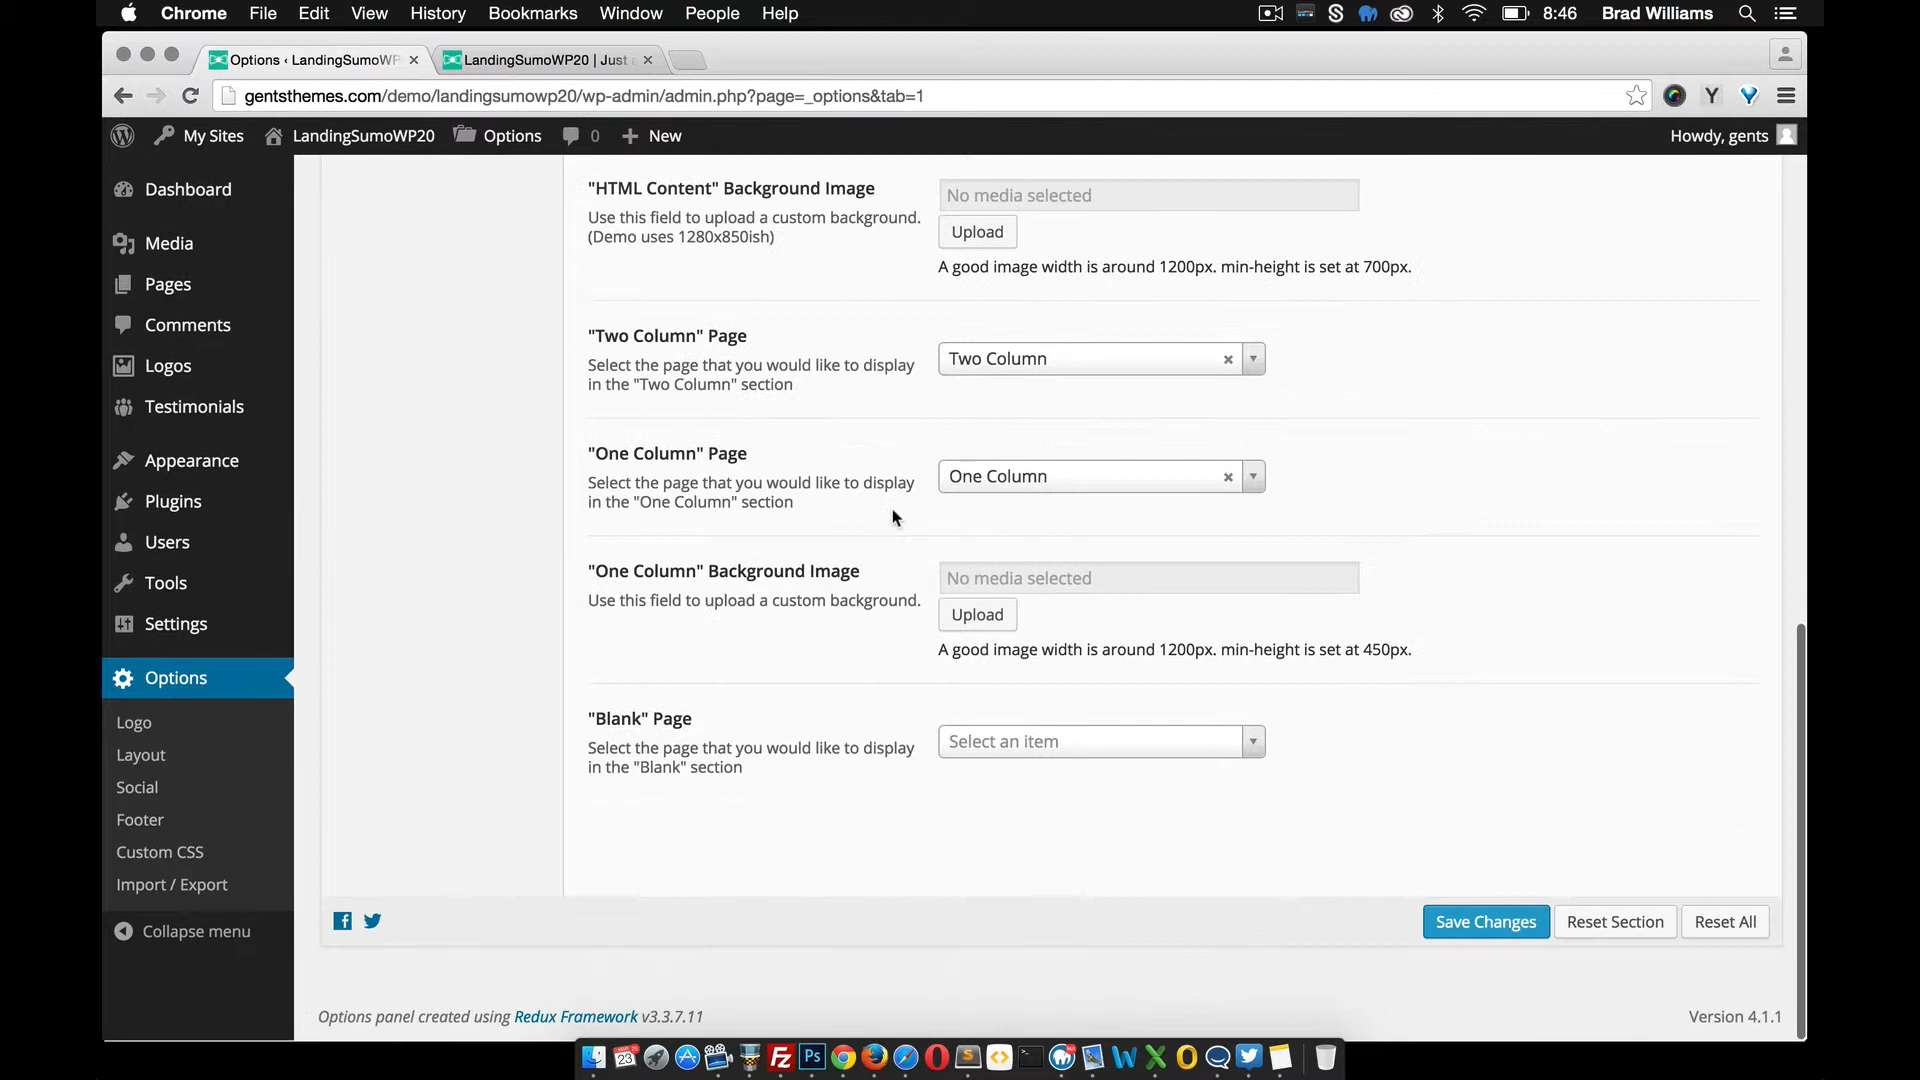 Chrome File Edit View History Bookmarks Window People Help 8:46 Brad Williams
Options ‹ LandingSumoWP
LandingSumoWP20 | Just
gentsthemes.com/demo/landingsumowp20/wp-admin/admin.php?page=_options&tab=1
My Sites LandingSumoWP20 Options 0 New Howdy, gents
Dashboard
Media
Pages
Comments
Logos
Testimonials
Appearance
Plugins
Users
Tools
Settings
Options
Logo
Layout
Social
Footer
Custom CSS
Import / Export
Collapse menu
"HTML Content" Background Image
Use this field to upload a custom background.
(Demo uses 1280x850ish)
No media selected
Upload
A good image width is around 1200px. min-height is set at 700px.
"Two Column" Page
Select the page that you would like to display
in the "Two Column" section
Two Column
"One Column" Page
Select the page that you would like to display
in the "One Column" section
One Column
"One Column" Background Image
Use this field to upload a custom background.
No media selected
Upload
A good image width is around 1200px. min-height is set at 450px.
"Blank" Page
Select the page that you would like to display
in the "Blank" section
Select an item
Save Changes Reset Section Reset All
Options panel created using Redux Framework v3.3.7.11
Version 4.1.1